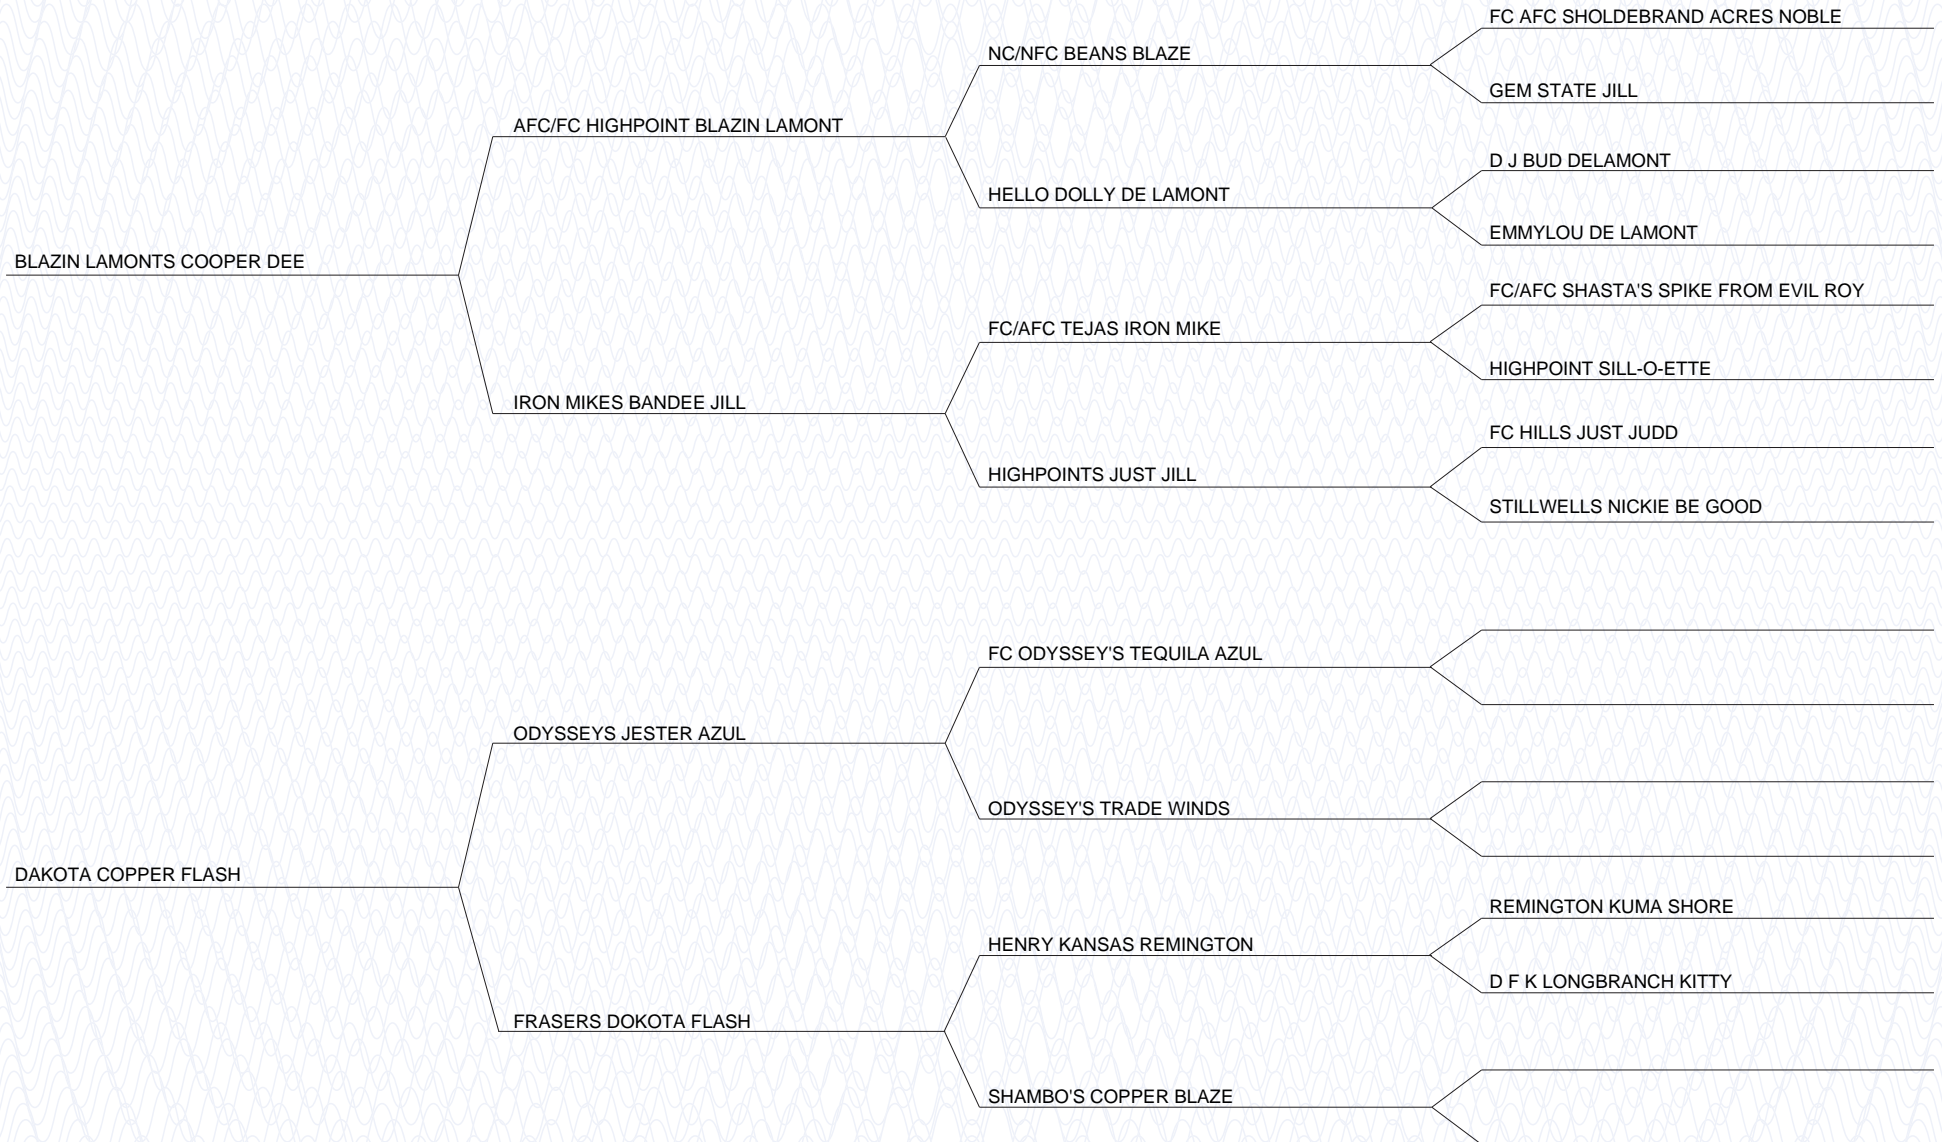 FC AFC SHOLDEBRAND ACRES NOBLE
NC/NFC BEANS BLAZE
GEM STATE JILL
AFC/FC HIGHPOINT BLAZIN LAMONT
D J BUD DELAMONT
HELLO DOLLY DE LAMONT
EMMYLOU DE LAMONT
BLAZIN LAMONTS COOPER DEE
FC/AFC SHASTA'S SPIKE FROM EVIL ROY
FC/AFC TEJAS IRON MIKE
HIGHPOINT SILL-O-ETTE
IRON MIKES BANDEE JILL
FC HILLS JUST JUDD
HIGHPOINTS JUST JILL
STILLWELLS NICKIE BE GOOD
FC ODYSSEY'S TEQUILA AZUL
ODYSSEYS JESTER AZUL
ODYSSEY'S TRADE WINDS
DAKOTA COPPER FLASH
REMINGTON KUMA SHORE
HENRY KANSAS REMINGTON
D F K LONGBRANCH KITTY
FRASERS DOKOTA FLASH
SHAMBO'S COPPER BLAZE